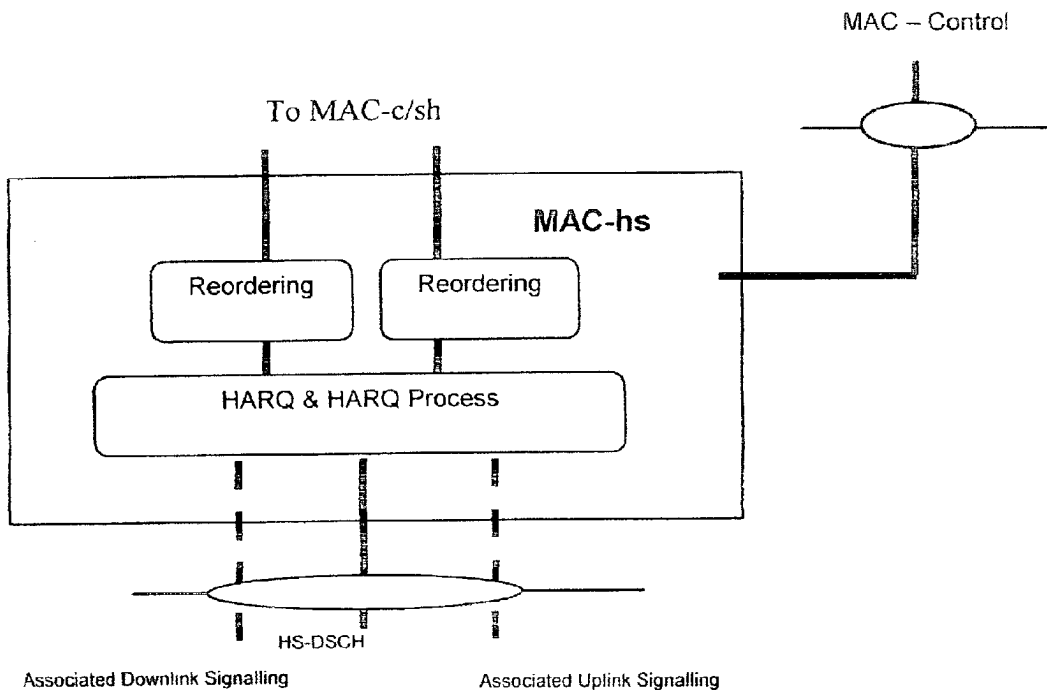 MAC – Control
To MAC-c/sh
MAC-hs
Reordering
Reordering
HARQ & HARQ Process
HS-DSCH
Associated Downlink Signalling
Associated Uplink Signalling